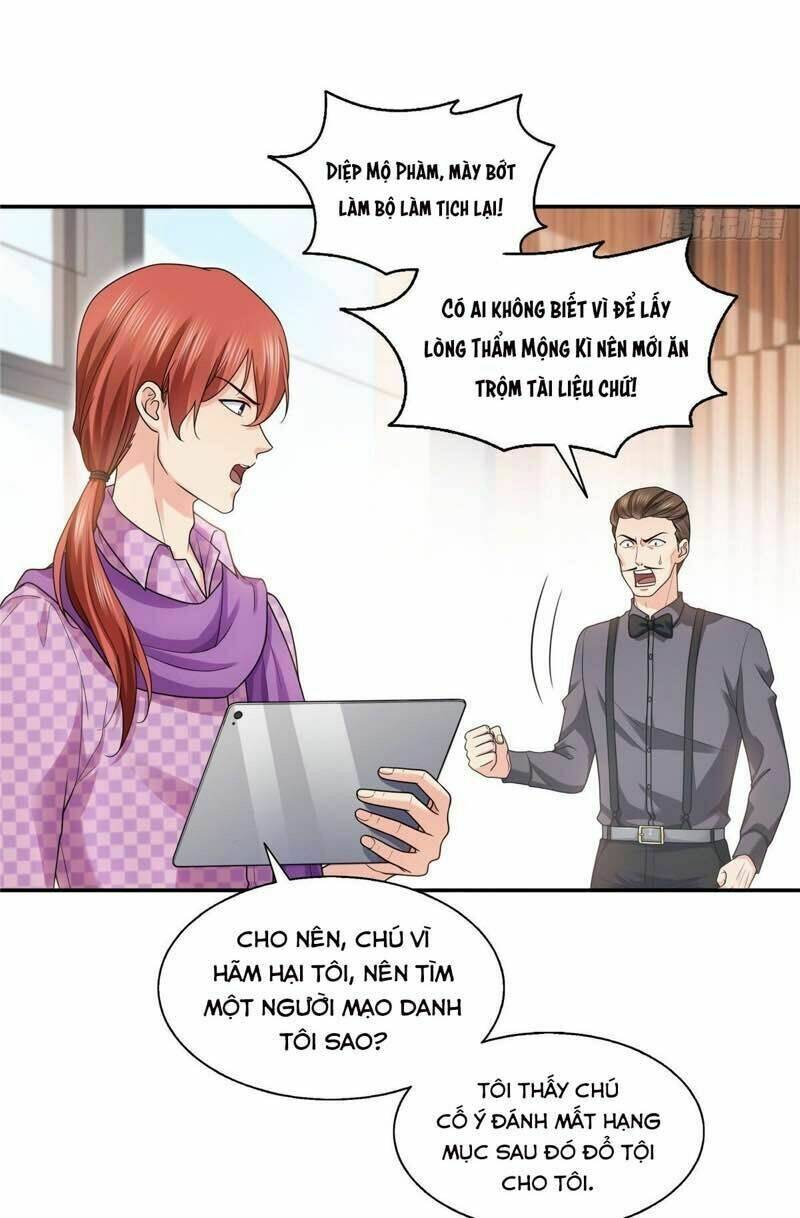 DIỆP MỘ PHÀM, MÀY BỚT
LÀM BỘ LÀM TỊCH LẠI!
CÓ AI KHÔNG BIẾT VÌ ĐỂ LẤY
LÒNG THẨM MỘNG KÌ NÊN MỚI ĂN
TRỘM TÀI LIỆU CHỨ!
CHO NÊN, CHÚ VÌ
HÃM HẠI TÔI, NÊN TÌM
MỘT NGƯỜI MẠO DANH
TÔI SAO?
TÔI THẤY CHÚ
CỐ Ý ĐÁNH MẤT HẠNG
MỤC SAU ĐÓ ĐỔ TỘI
CHO TÔI.